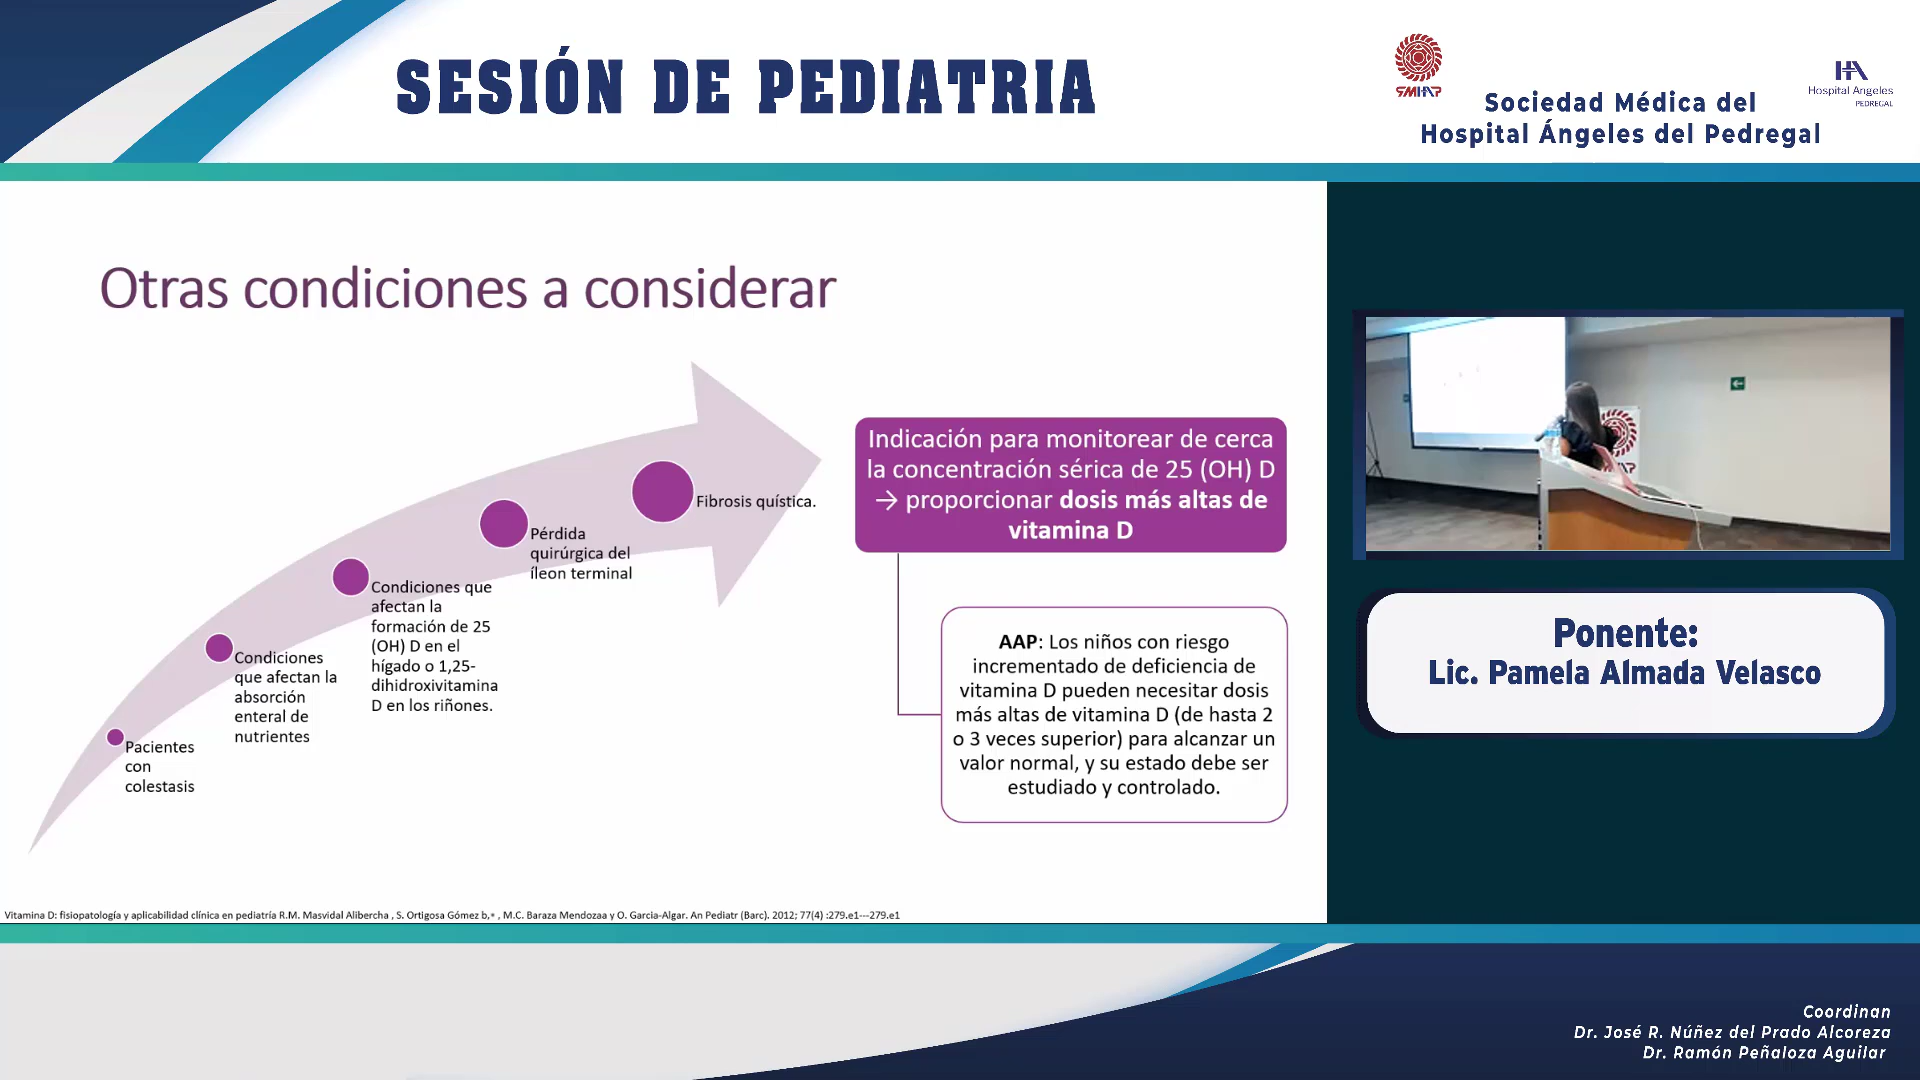 SESIÓN DE PEDIATRIA
SMHAP
Sociedad Médica del
Hospital Ángeles del Pedregal
HA
Hospital Angeles
PEDREGAL
Otras condiciones a considerar
Pacientes
con
colestasis
Condiciones
que afectan la
absorción
enteral de
nutrientes
Condiciones que
afectan la
formación de 25
(OH) D en el
hígado o 1,25-
dihidroxivitamina
D en los riñones.
Pérdida
quirúrgica del
íleon terminal
Fibrosis quística.
Indicación para monitorear de cerca
la concentración sérica de 25 (OH) D
→ proporcionar dosis más altas de
vitamina D
AAP: Los niños con riesgo
incrementado de deficiencia de
vitamina D pueden necesitar dosis
más altas de vitamina D (de hasta 2
o 3 veces superior) para alcanzar un
valor normal, y su estado debe ser
estudiado y controlado.
Vitamina D: fisiopatología y aplicabilidad clínica en pediatría R.M. Masvidal Alibercha , S. Ortigosa Gómez b,∗ , M.C. Baraza Mendozaa y O. Garcia-Algar. An Pediatr (Barc). 2012; 77(4) :279.e1---279.e1
Ponente:
Lic. Pamela Almada Velasco
Coordinan
Dr. José R. Núñez del Prado Alcoreza
Dr. Ramón Peñaloza Aguilar